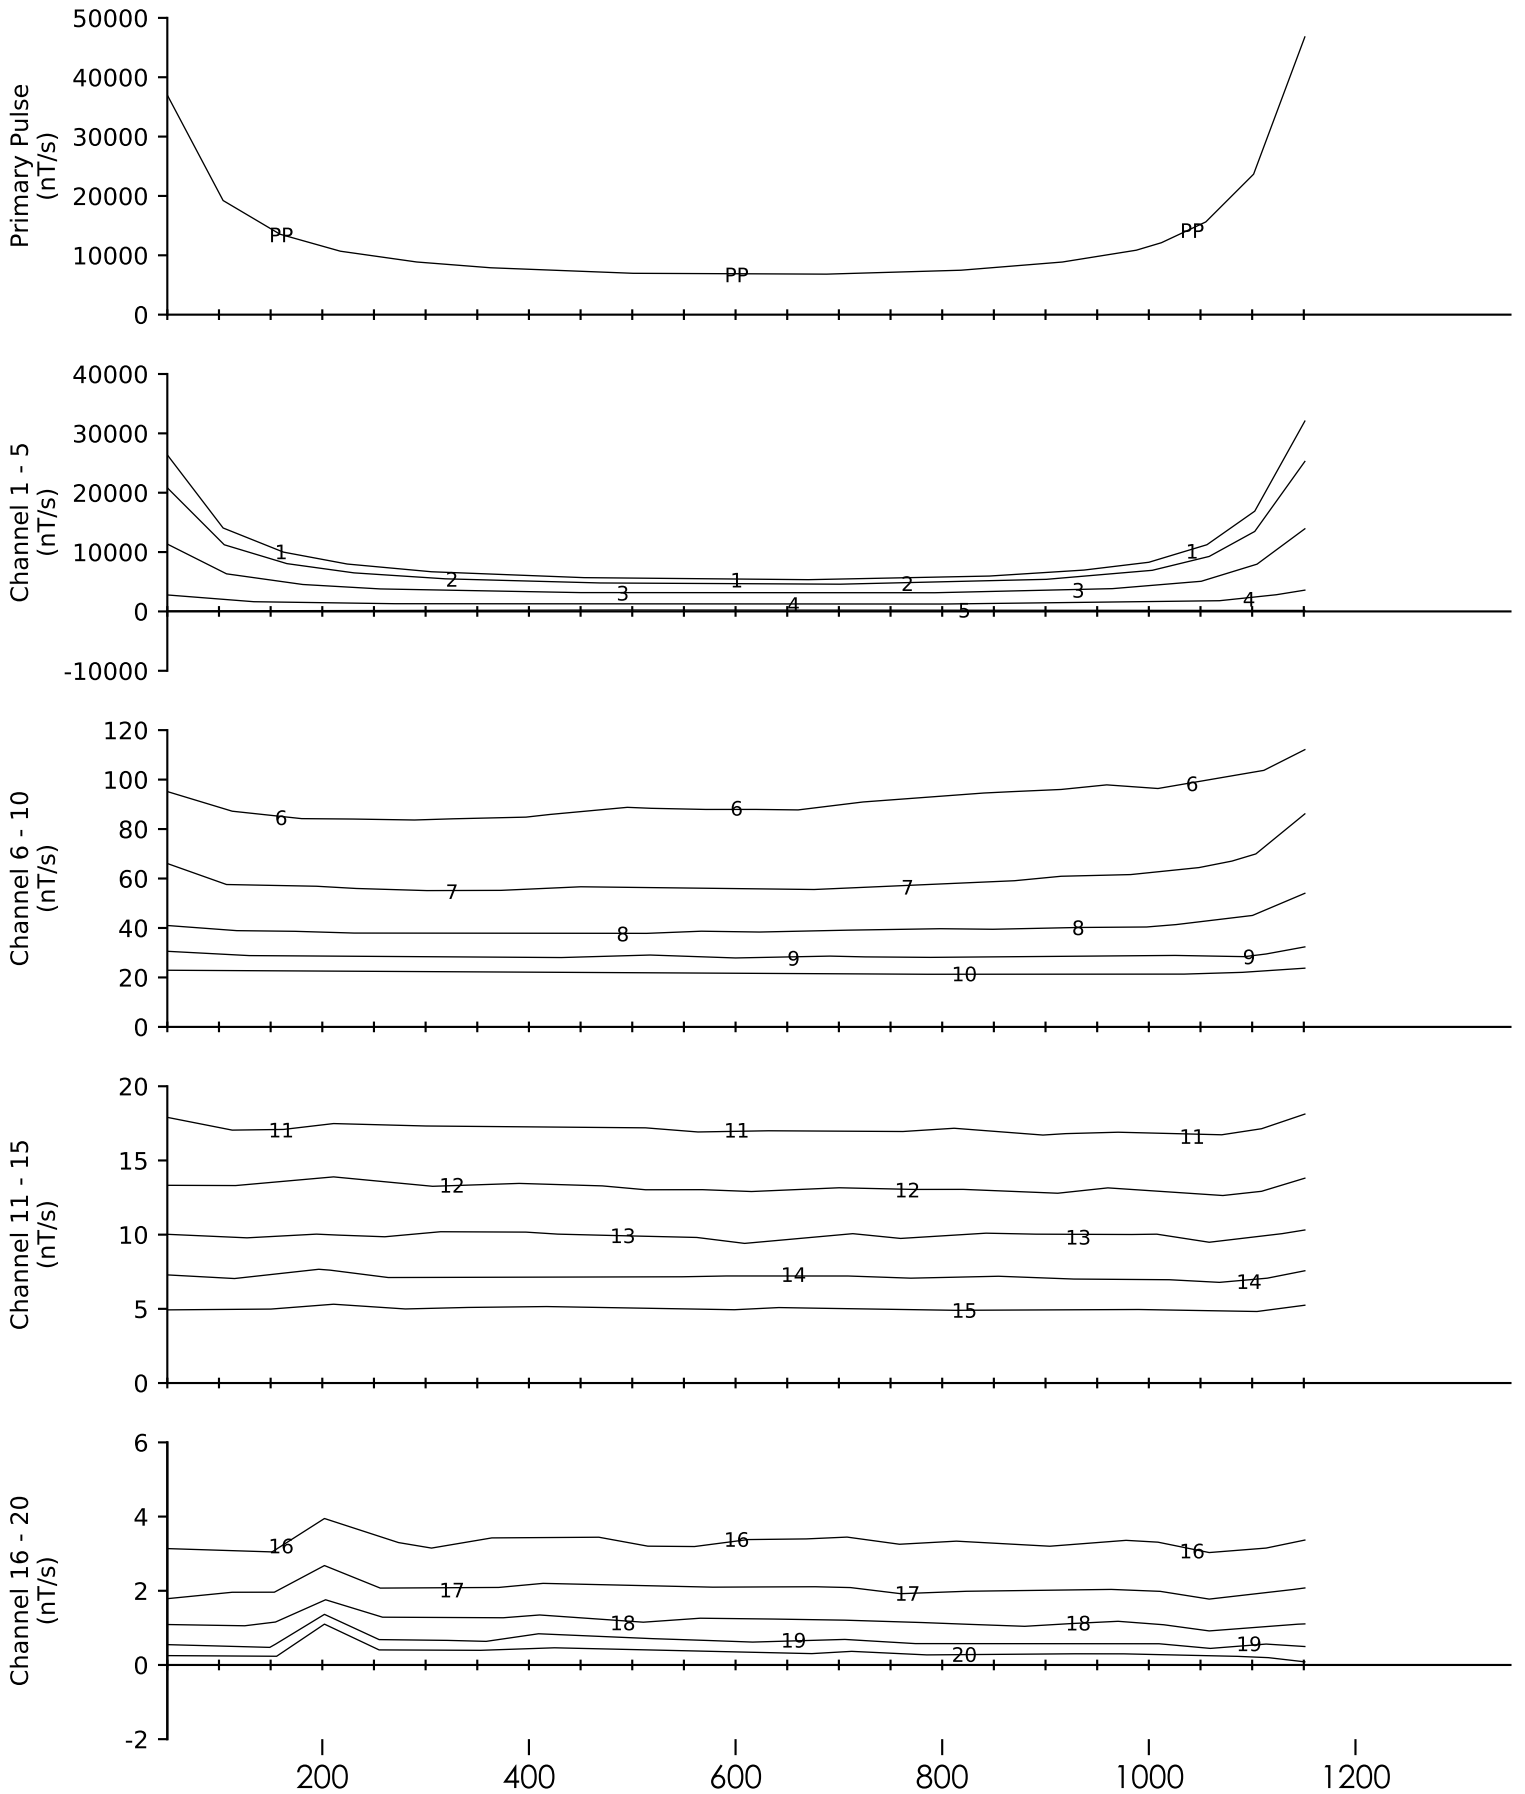 50000
40000
30000
20000
10000
0
Primary Pulse
(nT/s)
PP PP PP
40000
30000
20000
10000
0
-10000
Channel 1 - 5
(nT/s)
1 1 1
2 2
3 3
4 4
5
120
100
80
60
40
20
0
Channel 6 - 10
(nT/s)
6 6 6
7 7
8 8
9 9
10
20
15
10
5
0
Channel 11 - 15
(nT/s)
11 11 11
12 12
13 13
14 14
15
6
4
2
0
-2
Channel 16 - 20
(nT/s)
16 16 16
17 17
18 18
19 19
20
200 400 600 800 1000 1200